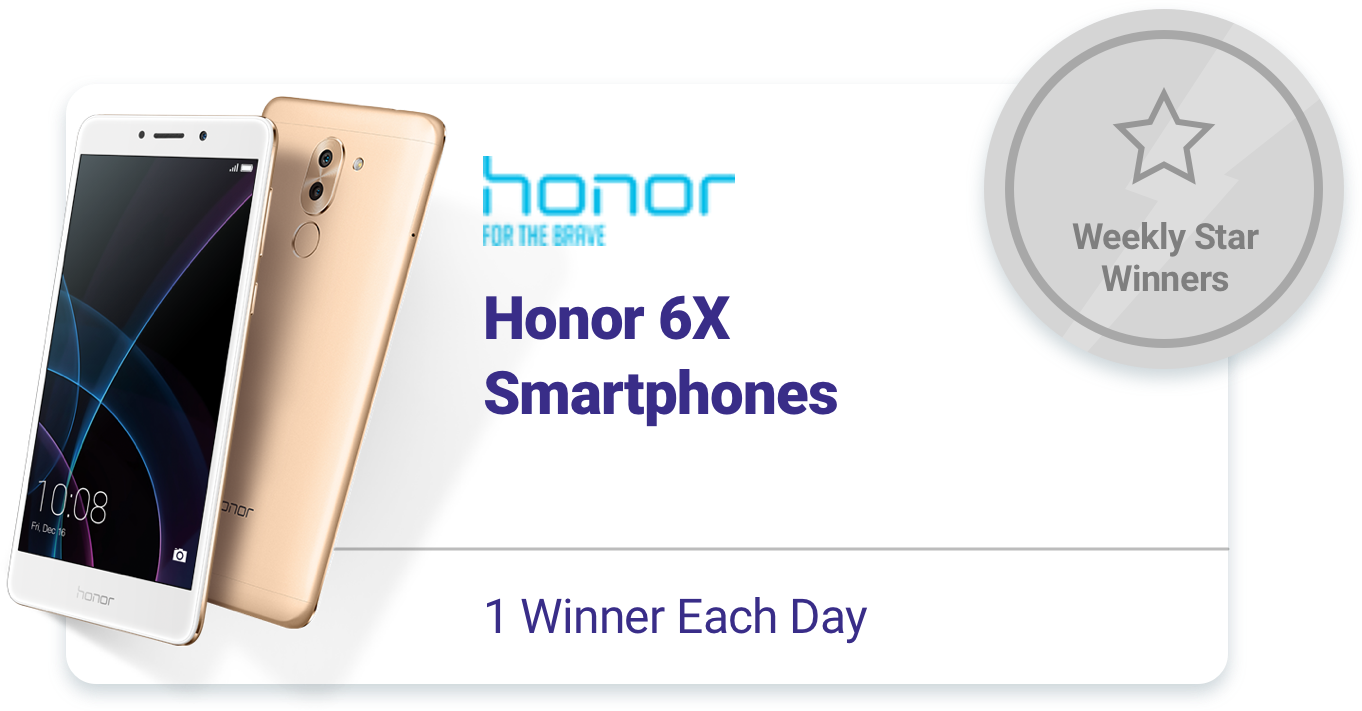 honor
FOR THE BRAVE
Honor 6X
Smartphones
1 Winner Each Day
Weekly Star
Winners
10:08
Fri, Dec 16
honor
onor